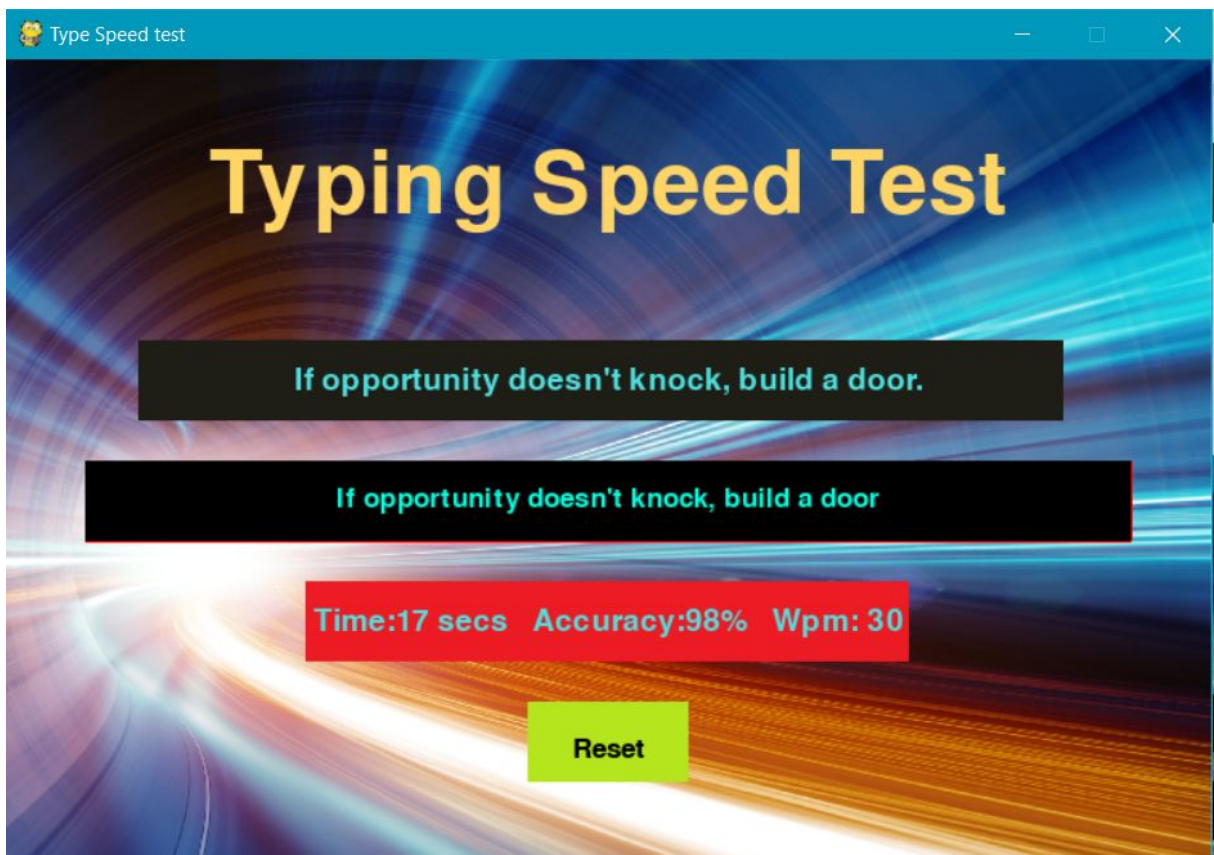 Type Speed test
Typing Speed Test
If opportunity doesn't knock, build a door.
If opportunity doesn't knock, build a door
Time:17 secs Accuracy:98% Wpm: 30
Reset